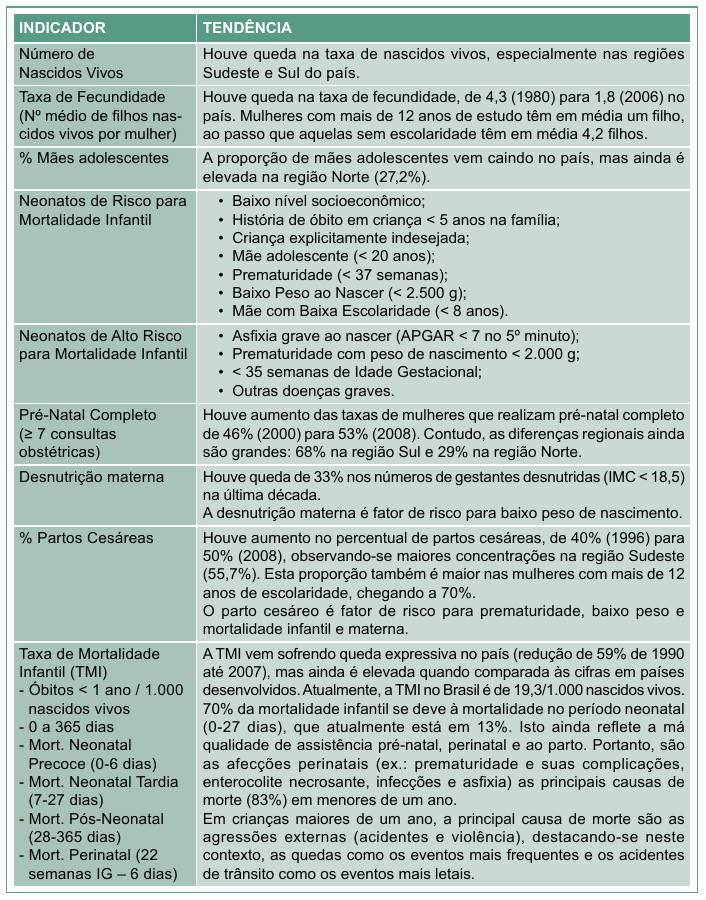 INDICADOR
TENDÊNCIA
Número de
Nascidos Vivos
Houve queda na taxa de nascidos vivos, especialmente nas regiões
Sudeste e Sul do país.
Taxa de Fecundidade
(Nº médio de filhos nas-
cidos vivos por mulher)
Houve queda na taxa de fecundidade, de 4,3 (1980) para 1,8 (2006) no
país. Mulheres com mais de 12 anos de estudo têm em média um filho,
ao passo que aquelas sem escolaridade têm em média 4,2 filhos.
% Mães adolescentes
A proporção de mães adolescentes vem caindo no país, mas ainda é
elevada na região Norte (27,2%).
Neonatos de Risco para
Mortalidade Infantil
• Baixo nível socioeconômico;
• História de óbito em criança < 5 anos na família;
• Criança explicitamente indesejada;
• Mãe adolescente (< 20 anos);
• Prematuridade (< 37 semanas);
• Baixo Peso ao Nascer (< 2.500 g);
• Mãe com Baixa Escolaridade (< 8 anos).
Neonatos de Alto Risco
para Mortalidade Infantil
• Asfixia grave ao nascer (APGAR < 7 no 5º minuto);
• Prematuridade com peso de nascimento < 2.000 g;
• < 35 semanas de Idade Gestacional;
• Outras doenças graves.
Pré-Natal Completo
(≥ 7 consultas
obstétricas)
Houve aumento das taxas de mulheres que realizam pré-natal completo
de 46% (2000) para 53% (2008). Contudo, as diferenças regionais ainda
são grandes: 68% na região Sul e 29% na região Norte.
Desnutrição materna
Houve queda de 33% nos números de gestantes desnutridas (IMC < 18,5)
na última década.
A desnutrição materna é fator de risco para baixo peso de nascimento.
% Partos Cesáreas
Houve aumento no percentual de partos cesáreas, de 40% (1996) para
50% (2008), observando-se maiores concentrações na região Sudeste
(55,7%). Esta proporção também é maior nas mulheres com mais de 12
anos de escolaridade, chegando a 70%.
O parto cesáreo é fator de risco para prematuridade, baixo peso e
mortalidade infantil e materna.
Taxa de Mortalidade
Infantil (TMI)
- Óbitos < 1 ano / 1.000
nascidos vivos
- 0 a 365 dias
- Mort. Neonatal
Precoce (0-6 dias)
- Mort. Neonatal Tardia
(7-27 dias)
- Mort. Pós-Neonatal
(28-365 dias)
- Mort. Perinatal (22
semanas IG – 6 dias)
A TMI vem sofrendo queda expressiva no país (redução de 59% de 1990
até 2007), mas ainda é elevada quando comparada às cifras em países
desenvolvidos. Atualmente, a TMI no Brasil é de 19,3/1.000 nascidos vivos.
70% da mortalidade infantil se deve à mortalidade no período neonatal
(0-27 dias), que atualmente está em 13%. Isto ainda reflete a má
qualidade de assistência pré-natal, perinatal e ao parto. Portanto, são
as afecções perinatais (ex.: prematuridade e suas complicações,
enterocolite necrosante, infecções e asfixia) as principais causas de
morte (83%) em menores de um ano.
Em crianças maiores de um ano, a principal causa de morte são as
agressões externas (acidentes e violência), destacando-se neste
contexto, as quedas como os eventos mais frequentes e os acidentes
de trânsito como os eventos mais letais.